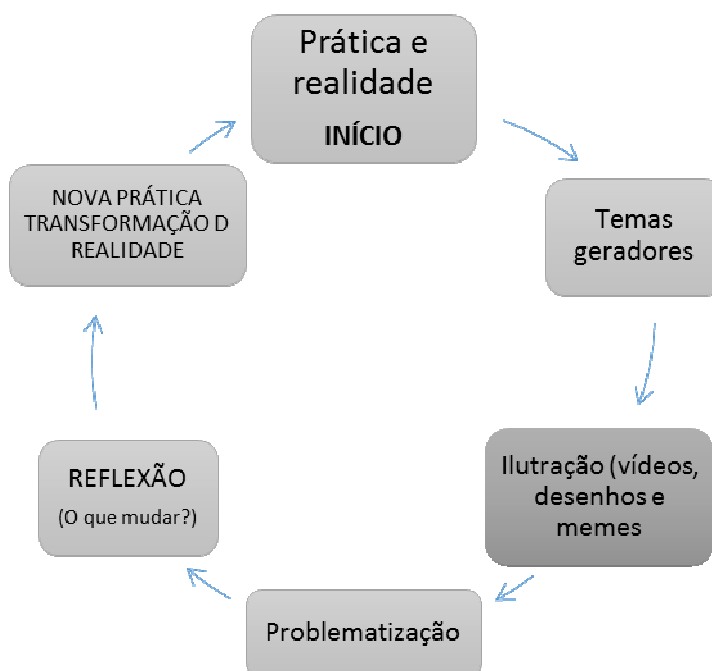 Prática e
realidade
INÍCIO
Temas
geradores
Ilutração (vídeos,
desenhos e
memes
Problematização
REFLEXÃO
(O que mudar?)
NOVA PRÁTICA
TRANSFORMAÇÃO D
REALIDADE